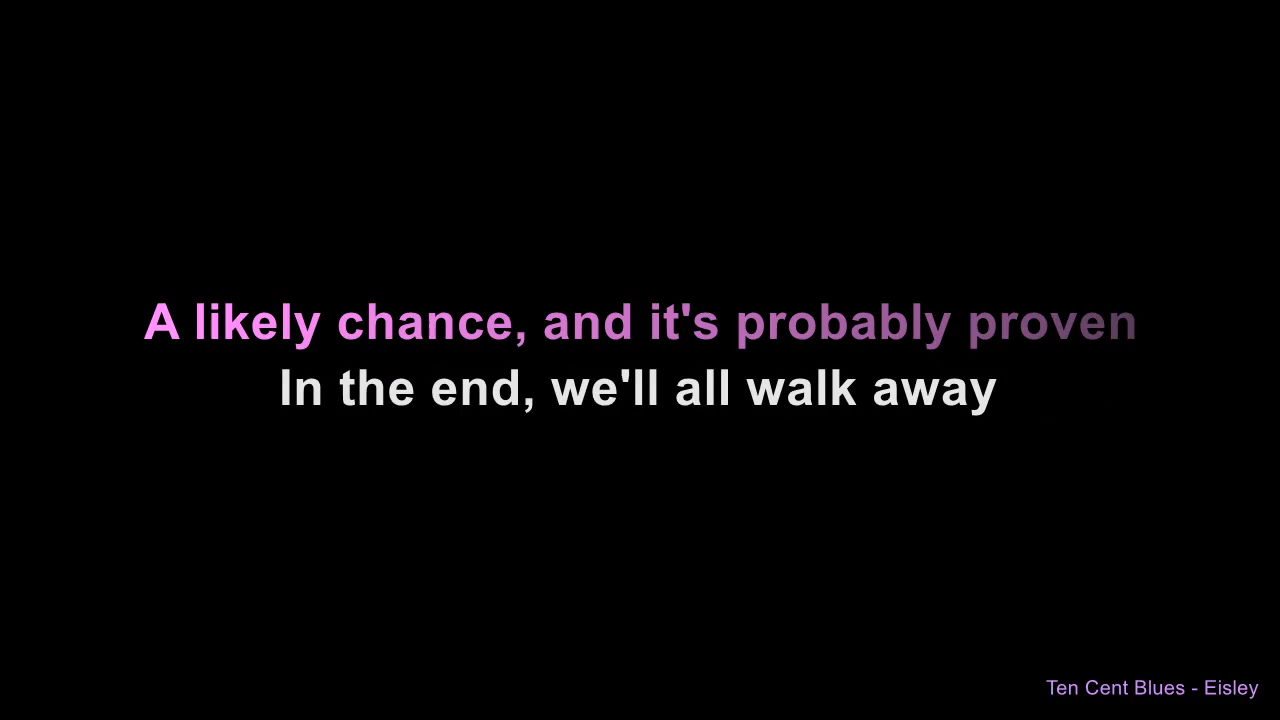 A likely chance, and it's probably proven
In the end, we'll all walk away
Ten Cent Blues - Eisley